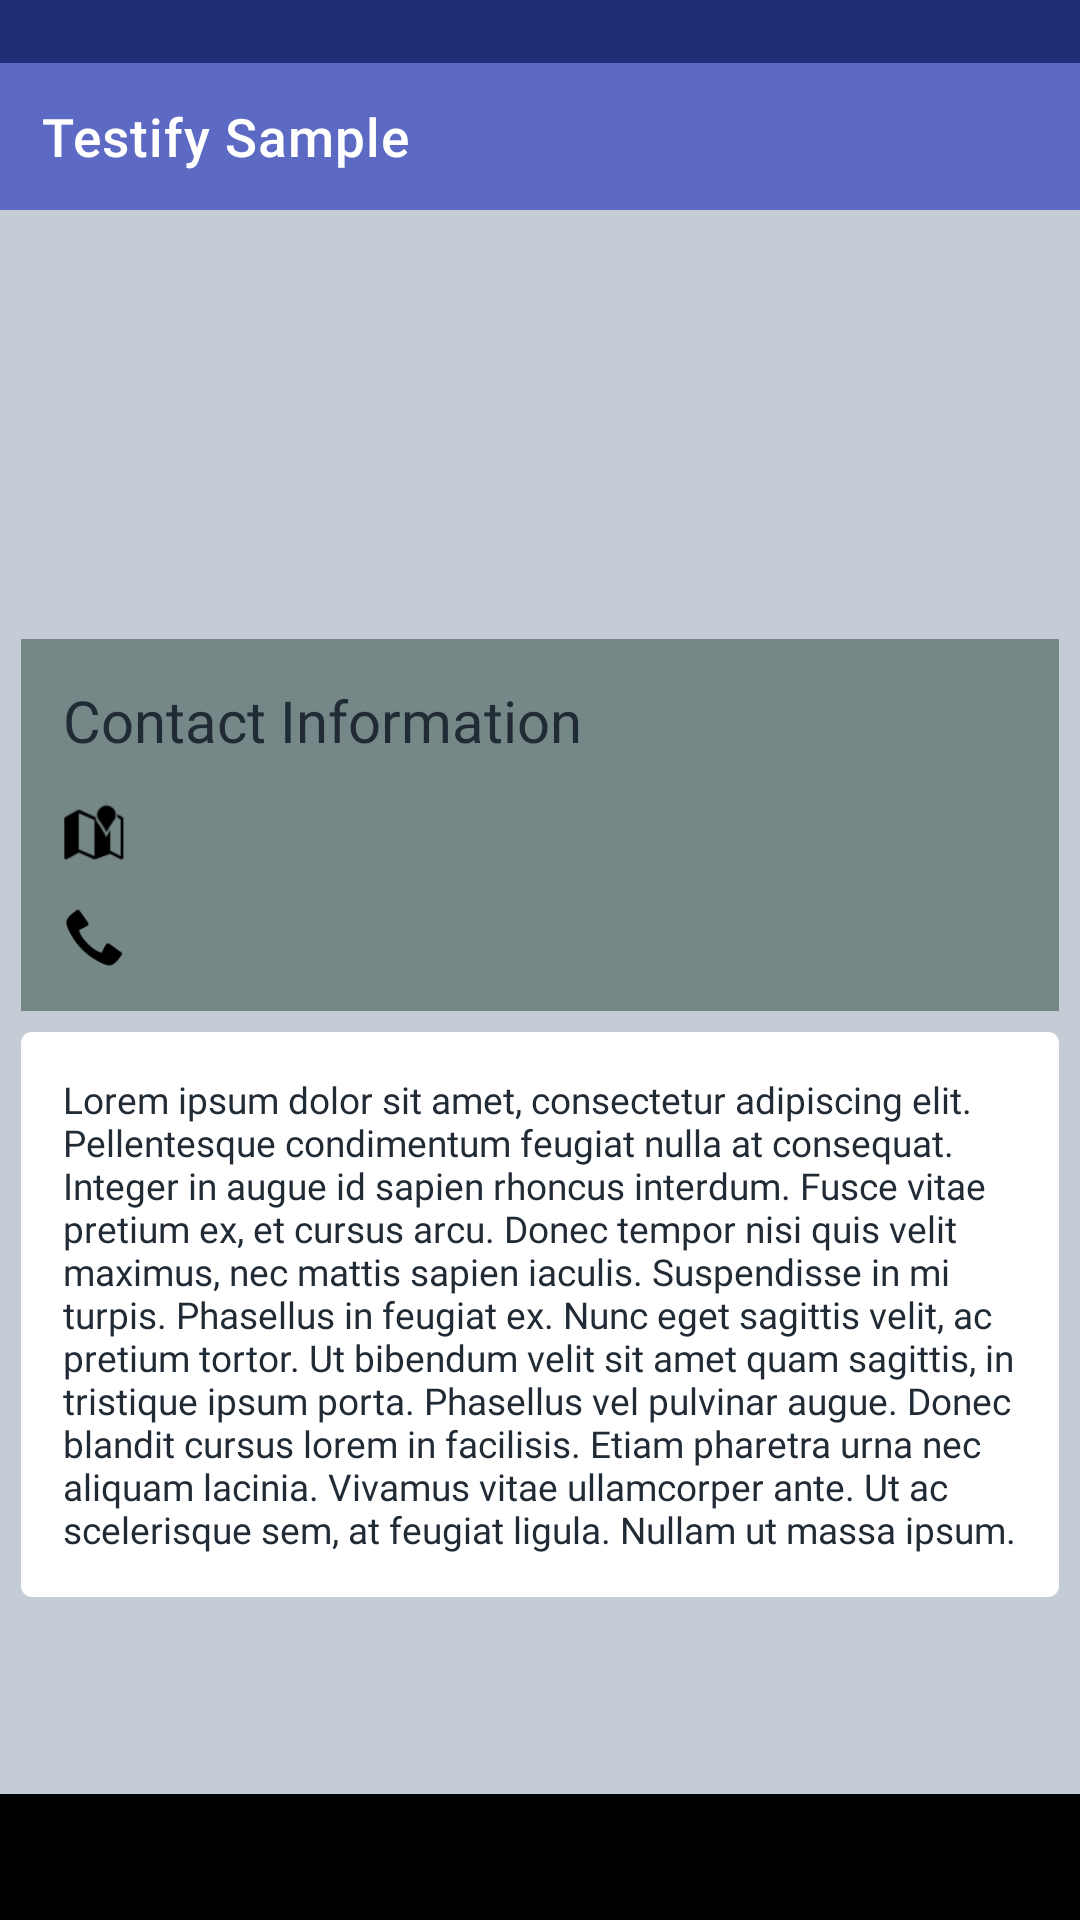 Testify Sample
Contact Information
Lorem ipsum dolor sit amet, consectetur adipiscing elit.
Pellentesque condimentum feugiat nulla at consequat.
Integer in augue id sapien rhoncus interdum. Fusce vitae
pretium ex, et cursus arcu. Donec tempor nisi quis velit
maximus, nec mattis sapien iaculis. Suspendisse in mi
turpis. Phasellus in feugiat ex. Nunc eget sagittis velit, ac
pretium tortor. Ut bibendum velit sit amet quam sagittis, in
tristique ipsum porta. Phasellus vel pulvinar augue. Donec
blandit cursus lorem in facilisis. Etiam pharetra urna nec
aliquam lacinia. Vivamus vitae ullamcorper ante. Ut ac
scelerisque sem, at feugiat ligula. Nullam ut massa ipsum.